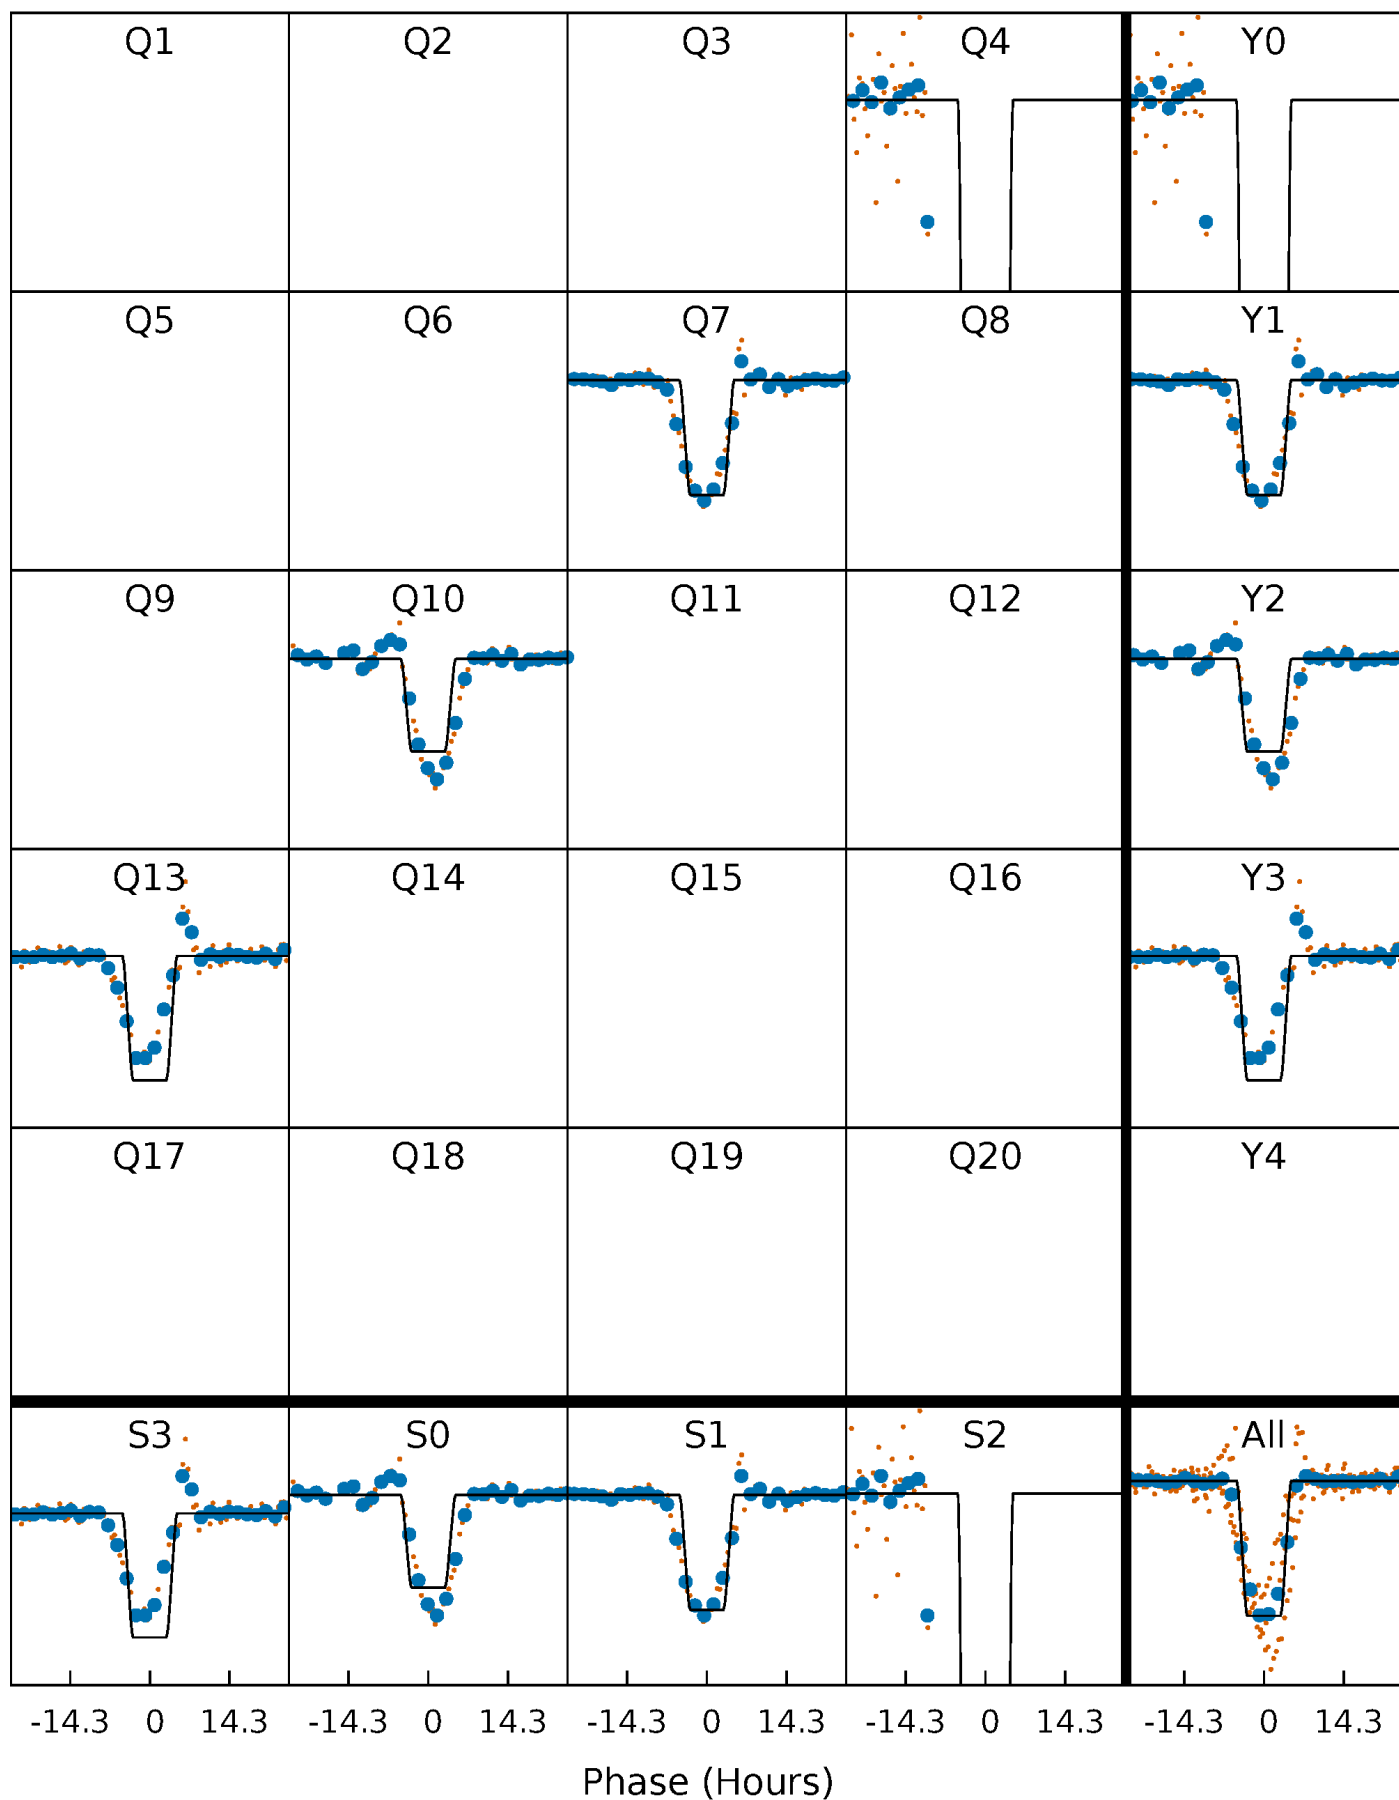 Q1 Q2 Q3 Q4 Y0
Q5 Q6 Q7 Q8 Y1
Q9 Q10 Q11 Q12 Y2
Q13 Q14 Q15 Q16 Y3
Q17 Q18 Q19 Q20 Y4
S3 S0 S1 S2 All
-14.3 0 14.3 -14.3 0 14.3 -14.3 0 14.3 -14.3 0 14.3 -14.3 0 14.3
Phase (Hours)